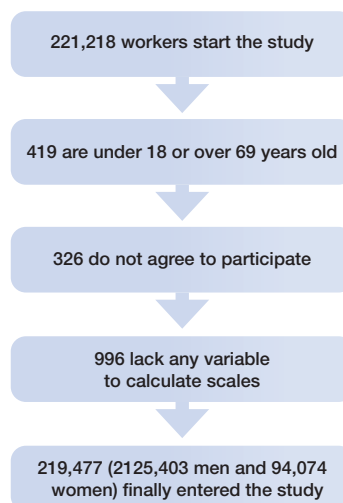 221,218 workers start the study
419 are under 18 or over 69 years old
326 do not agree to participate
996 lack any variable
to calculate scales
219,477 (2125,403 men and 94,074
women) finally entered the study